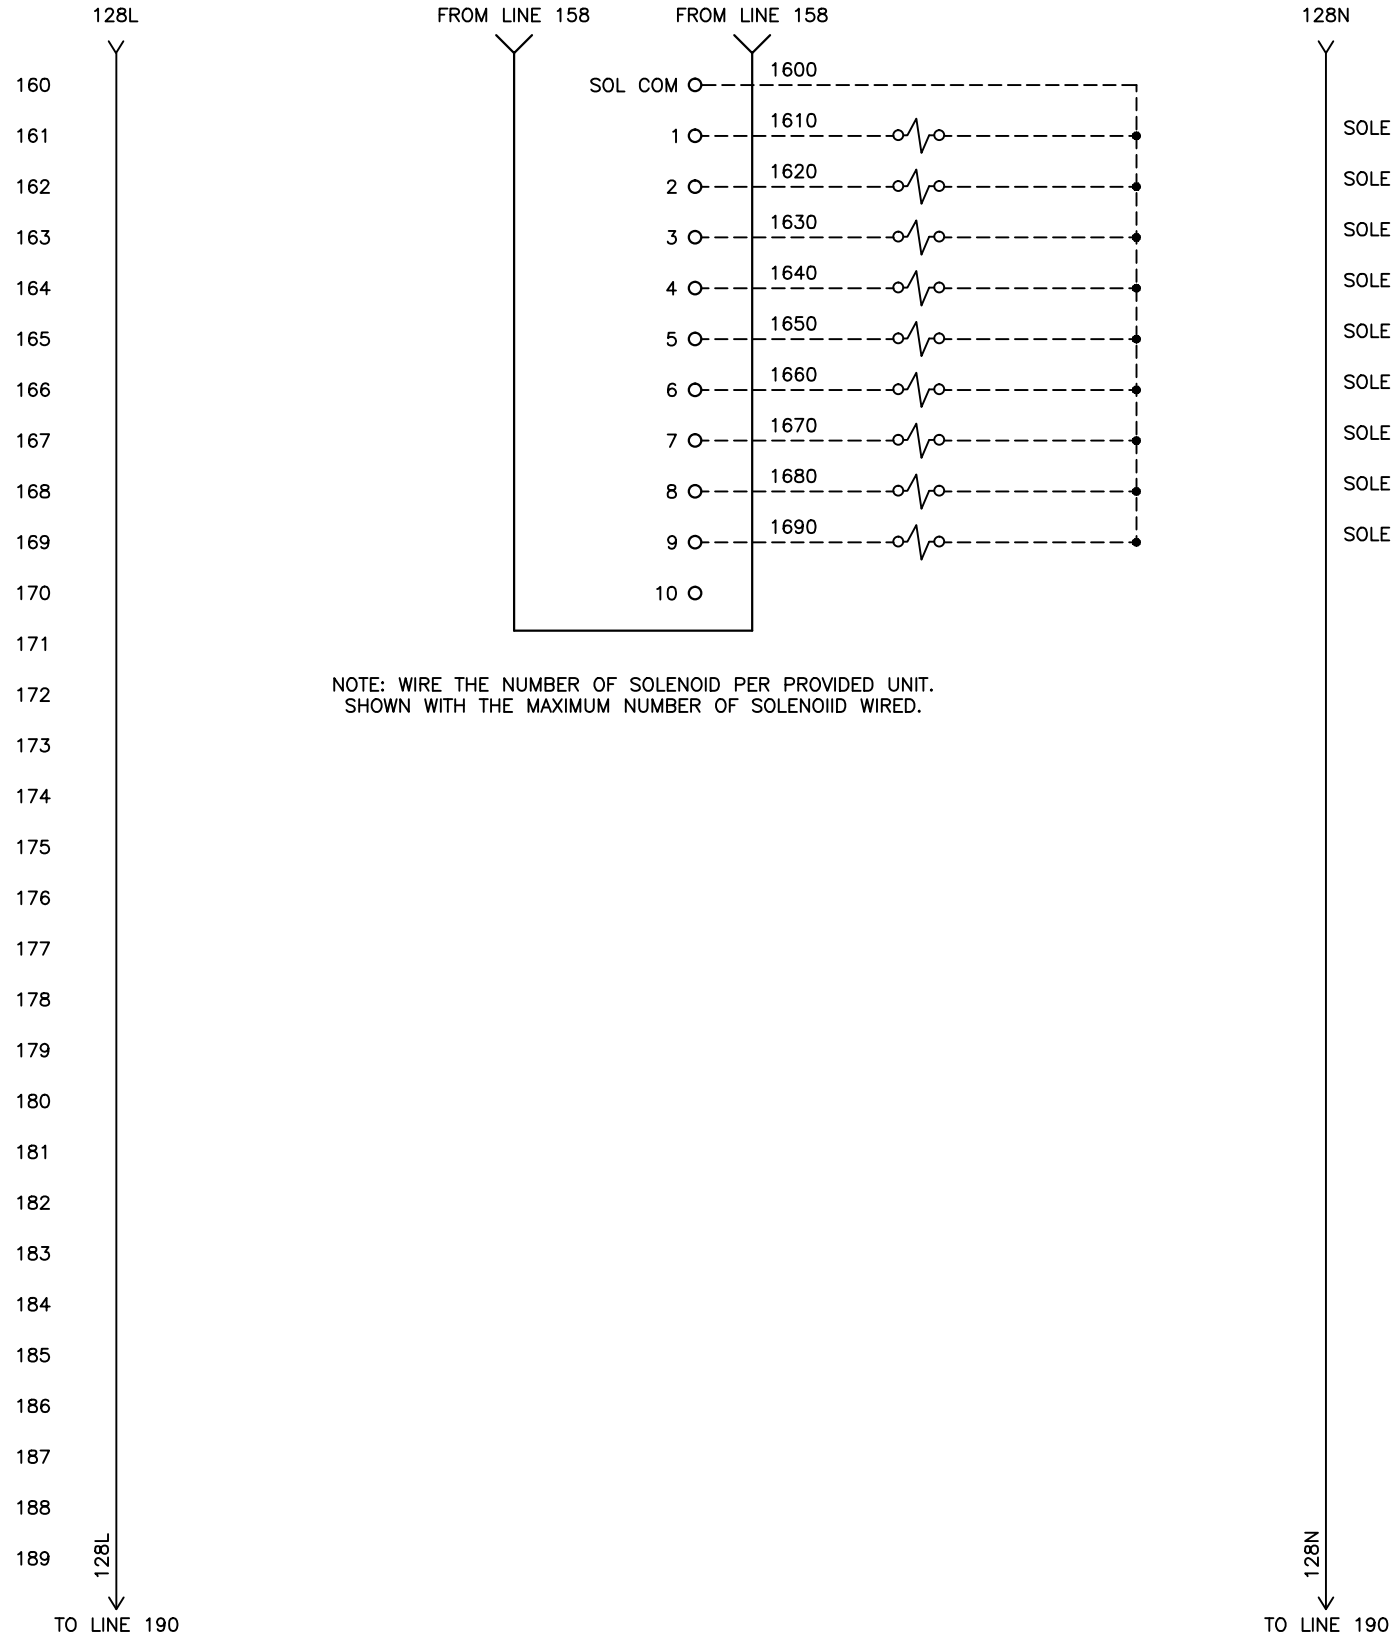 128L FROM LINE 158 FROM LINE 158 128N
160 SOL COM 1600
161 1 1610 SOLE
162 2 1620 SOLE
163 3 1630 SOLE
164 4 1640 SOLE
165 5 1650 SOLE
166 6 1660 SOLE
167 7 1670 SOLE
168 8 1680 SOLE
169 9 1690 SOLE
170 10
171
172 NOTE: WIRE THE NUMBER OF SOLENOID PER PROVIDED UNIT.
SHOWN WITH THE MAXIMUM NUMBER OF SOLENOIID WIRED.
173
174
175
176
177
178
179
180
181
182
183
184
185
186
187
188
189 128L 128N
TO LINE 190 TO LINE 190